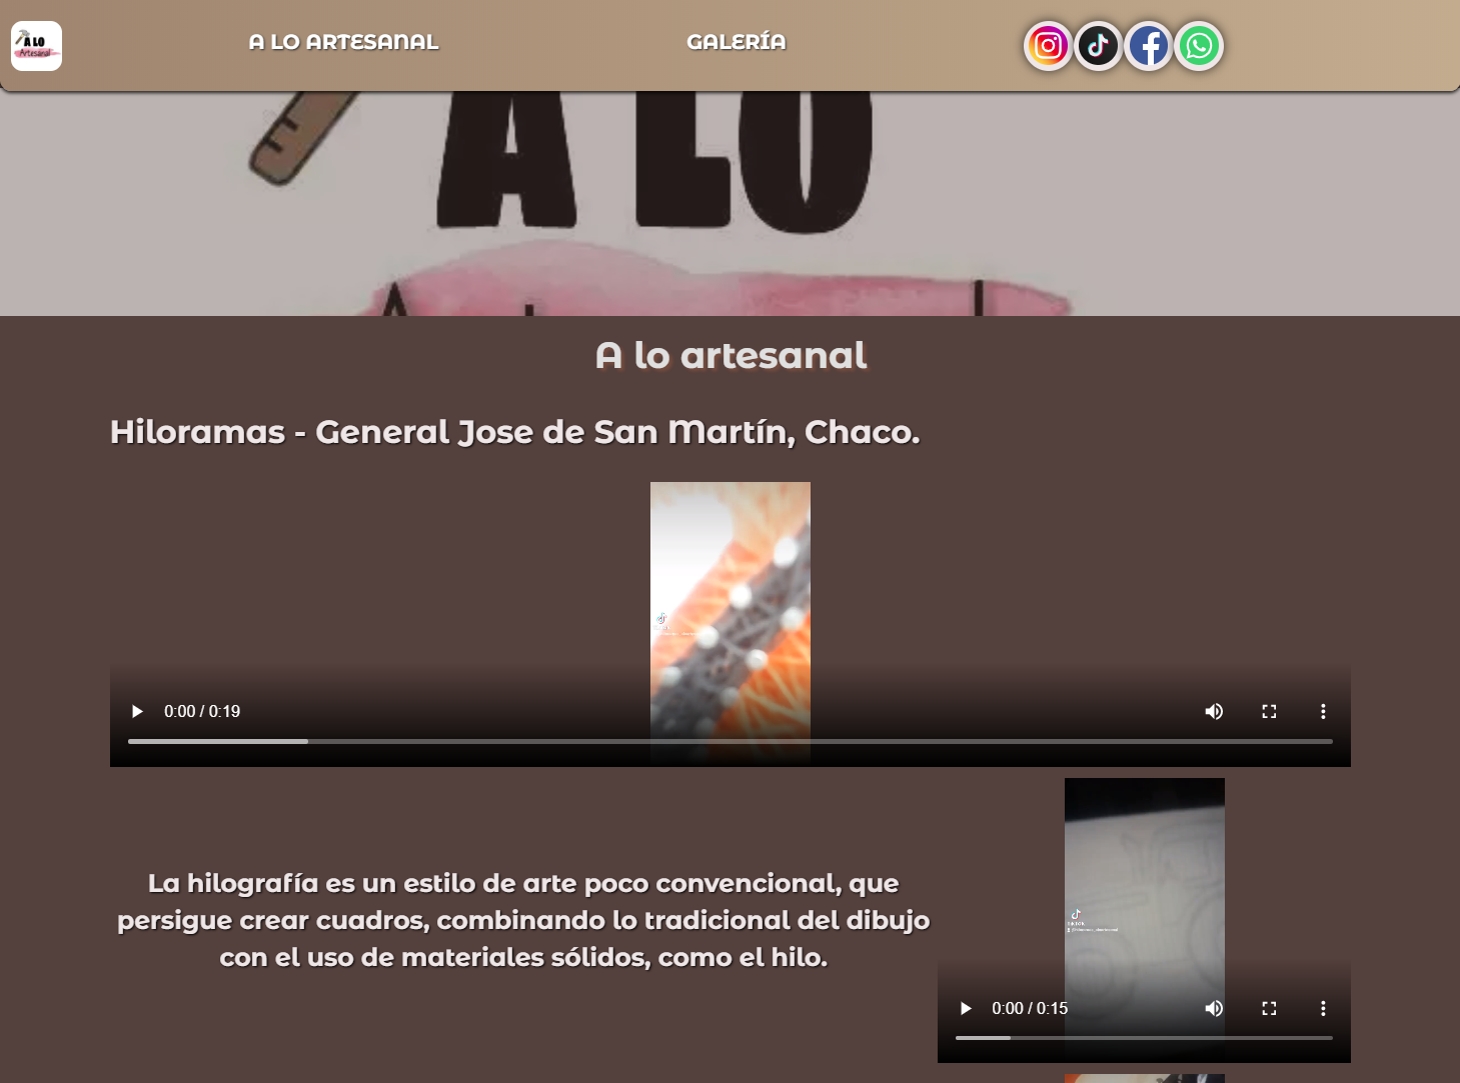 A LO
Artesanal
A LO ARTESANAL
GALERÍA
A LO
A lo artesanal
Hiloramas - General Jose de San Martín, Chaco.
0:00 / 0:19
La hilografía es un estilo de arte poco convencional, que
persigue crear cuadros, combinando lo tradicional del dibujo
con el uso de materiales sólidos, como el hilo.
TikTok
0:00 / 0:15